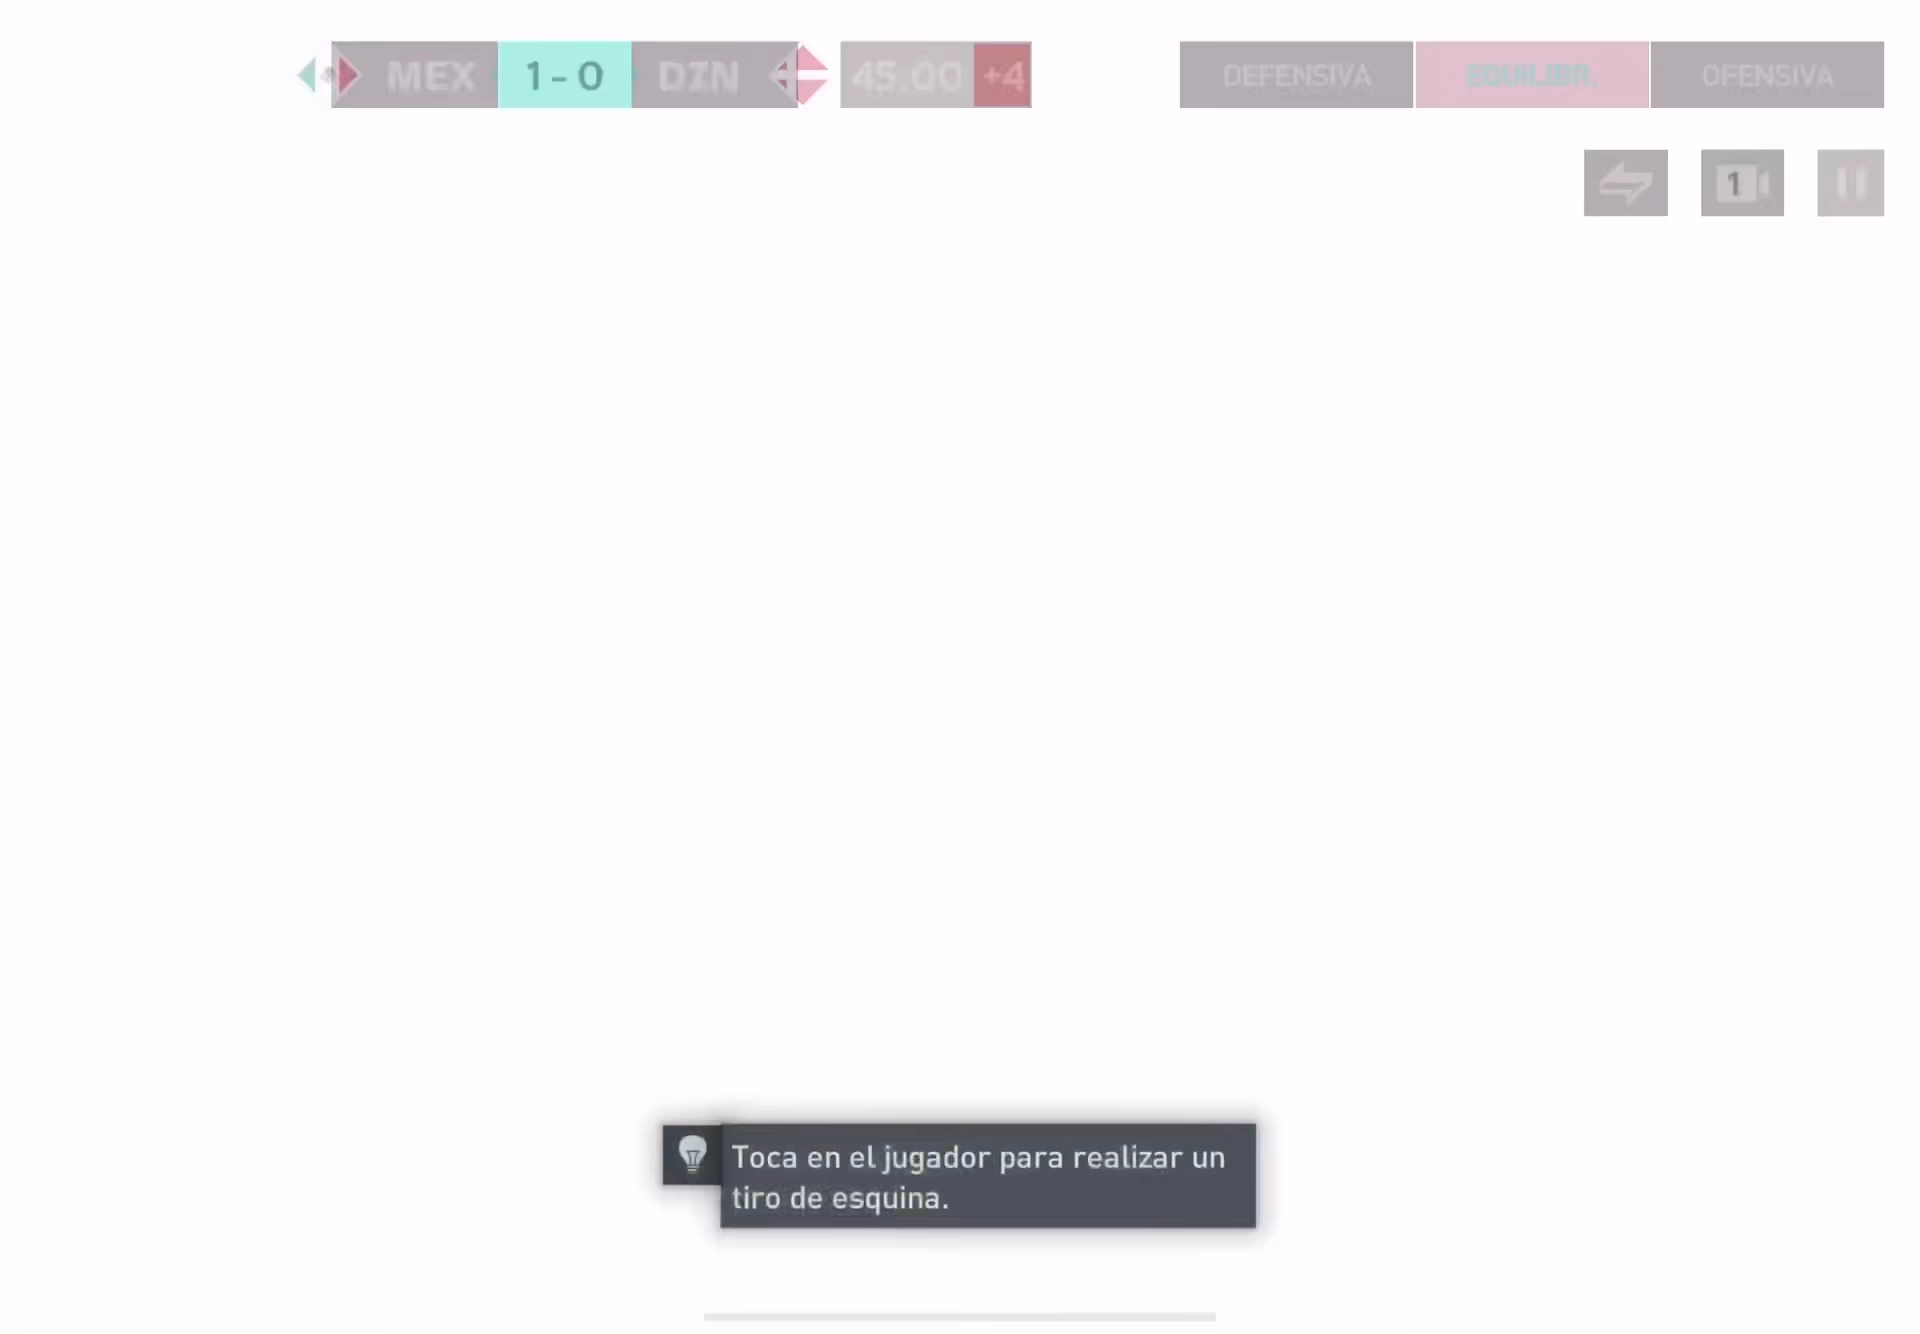 MEX 1 - 0 DIN 45.00 +4
DEFENSIVA EQUILIBR. OFENSIVA
1
Toca en el jugador para realizar un
tiro de esquina.